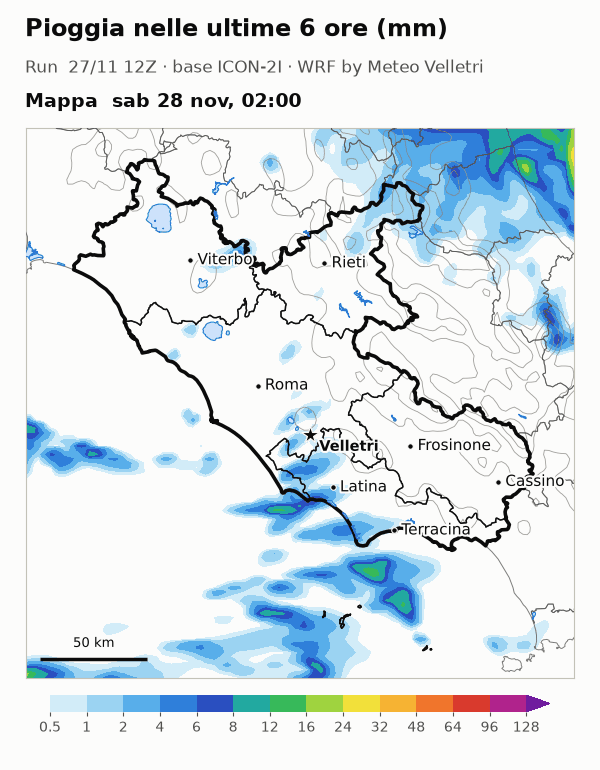 Pioggia nelle ultime 6 ore (mm)
Run  27/11 12Z · base ICON-2I · WRF by Meteo Velletri
Mappa  sab 28 nov, 02:00
Viterbo
Rieti
Roma
Velletri
Frosinone
Latina
Cassino
Terracina
50 km
0.5 1 2 4 6 8 12 16 24 32 48 64 96 128